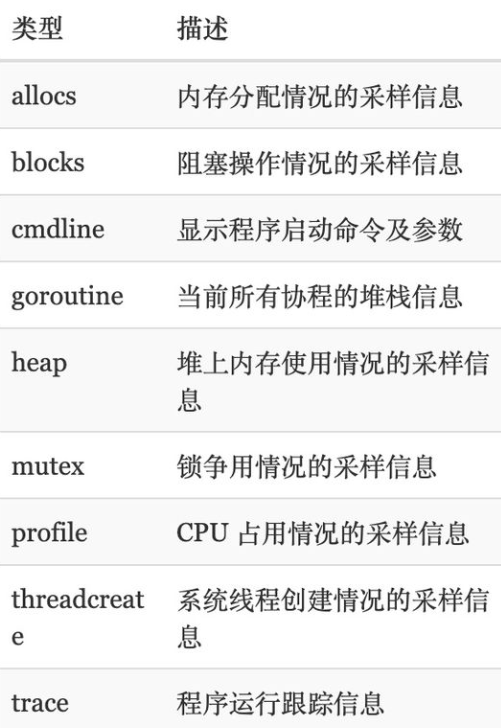 类型 描述
allocs 内存分配情况的采样信息
blocks 阻塞操作情况的采样信息
cmdline 显示程序启动命令及参数
goroutine 当前所有协程的堆栈信息
heap 堆上内存使用情况的采样信
息
mutex 锁争用情况的采样信息
profile CPU 占用情况的采样信息
threadcreat 系统线程创建情况的采样信
e 息
trace 程序运行跟踪信息